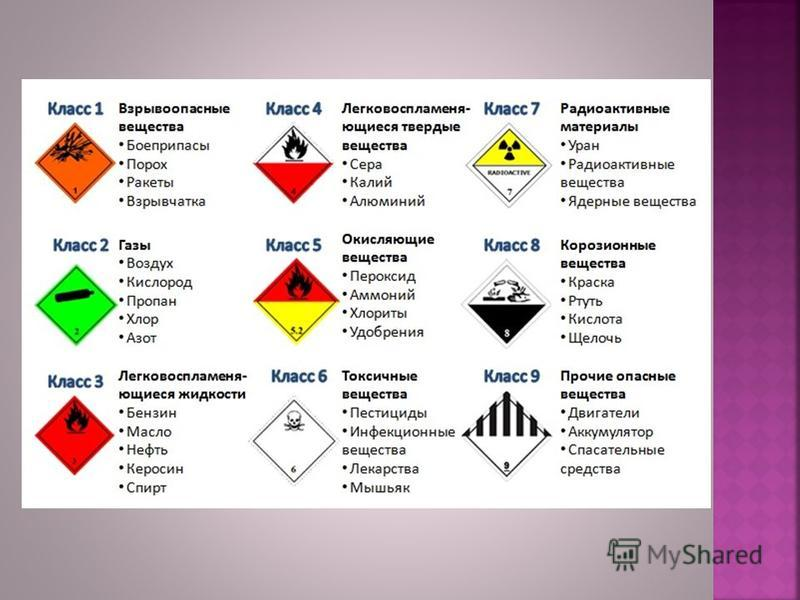 Класс 1
Взрывоопасные
вещества
• Боеприпасы
• Порох
• Ракеты
• Взрывчатка
1
Класс 4
Легковоспламеня-
ющиеся твердые
вещества
• Сера
• Калий
• Алюминий
4
Класс 7
Радиоактивные
материалы
• Уран
• Радиоактивные
вещества
• Ядерные вещества
RADIOACTIVE
7
Класс 2
Газы
• Воздух
• Кислород
• Пропан
• Хлор
• Азот
2
Класс 5
Окисляющие
вещества
• Пероксид
• Аммоний
• Хлориты
• Удобрения
5.2
Класс 8
Корозионные
вещества
• Краска
• Ртуть
• Кислота
• Щелочь
8
Класс 3
Легковоспламеня-
ющиеся жидкости
• Бензин
• Масло
• Нефть
• Керосин
• Спирт
3
Класс 6
Токсичные
вещества
• Пестициды
• Инфекционные
вещества
• Лекарства
• Мышьяк
6
Класс 9
Прочие опасные
вещества
• Двигатели
• Аккумулятор
• Спасательные
средства
9
MyShared